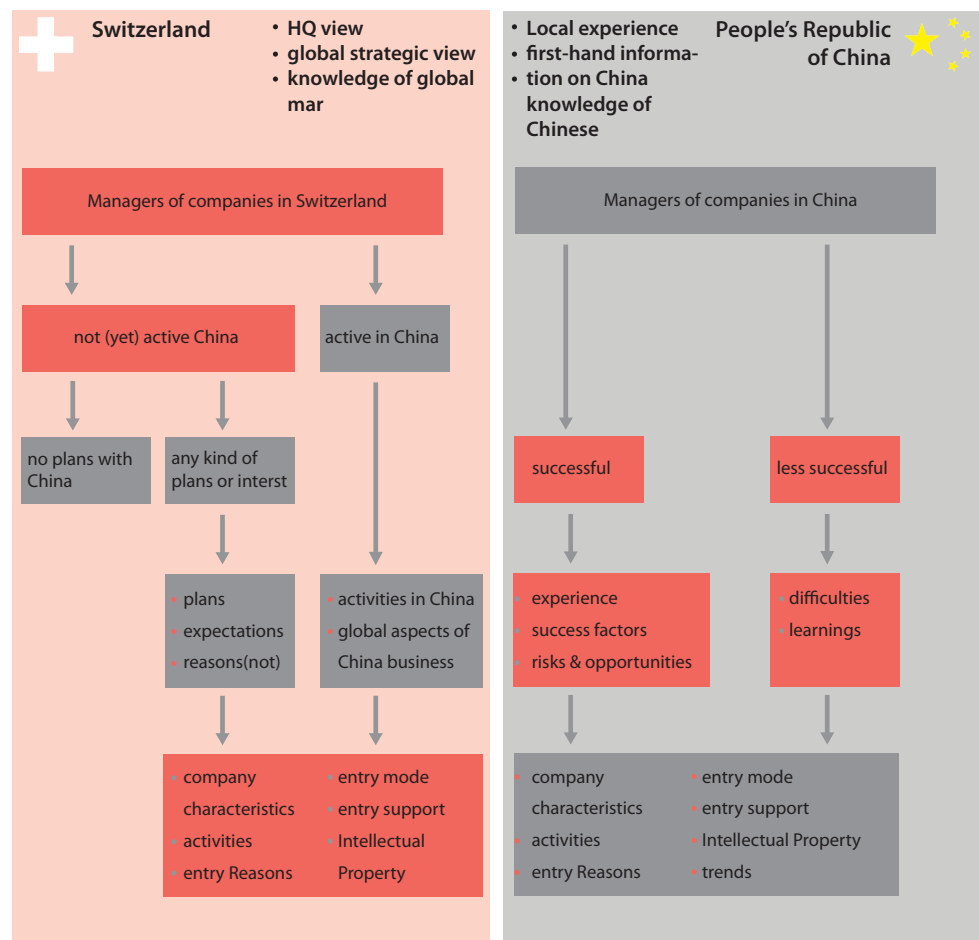 Switzerland
• HQ view
• global strategic view
• knowledge of global
mar
Managers of companies in Switzerland
not (yet) active China
active in China
no plans with
China
any kind of
plans or interst
• plans
• expectations
• reasons(not)
• activities in China
• global aspects of
China business
• company
characteristics
• activities
• entry Reasons
• entry mode
• entry support
• Intellectual
Property
• Local experience
• first-hand informa-
• tion on China
knowledge of
• Chinese
People’s Republic
of China
Managers of companies in China
successful
less successful
• experience
• success factors
• risks & opportunities
• difficulties
• learnings
• company
characteristics
• activities
• entry Reasons
• entry mode
• entry support
• Intellectual Property
• trends